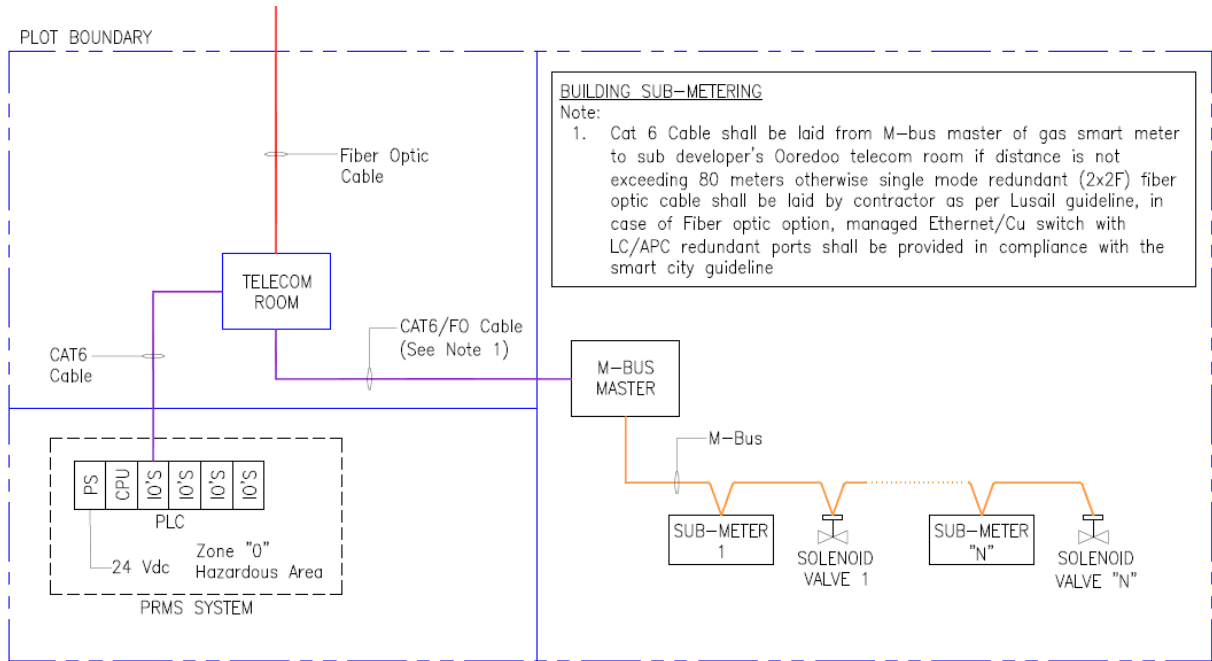 PLOT BOUNDARY
BUILDING SUB-METERING
Note:
1. Cat 6 Cable shall be laid from M-bus master of gas smart meter
to sub developer's Ooredoo telecom room if distance is not
exceeding 80 meters otherwise single mode redundant (2x2F) fiber
optic cable shall be laid by contractor as per Lusail guideline, in
case of Fiber optic option, managed Ethernet/Cu switch with
LC/APC redundant ports shall be provided in compliance with the
smart city guideline
Fiber Optic
Cable
TELECOM
ROOM
CAT6/FO Cable
(See Note 1)
CAT6
Cable
M-BUS
MASTER
M-Bus
PS
CPU
IO'S
IO'S
IO'S
IO'S
PLC
24 Vdc
Zone "0"
Hazardous Area
PRMS SYSTEM
SUB-METER
1
SOLENOID
VALVE 1
SUB-METER
"N"
SOLENOID
VALVE "N"